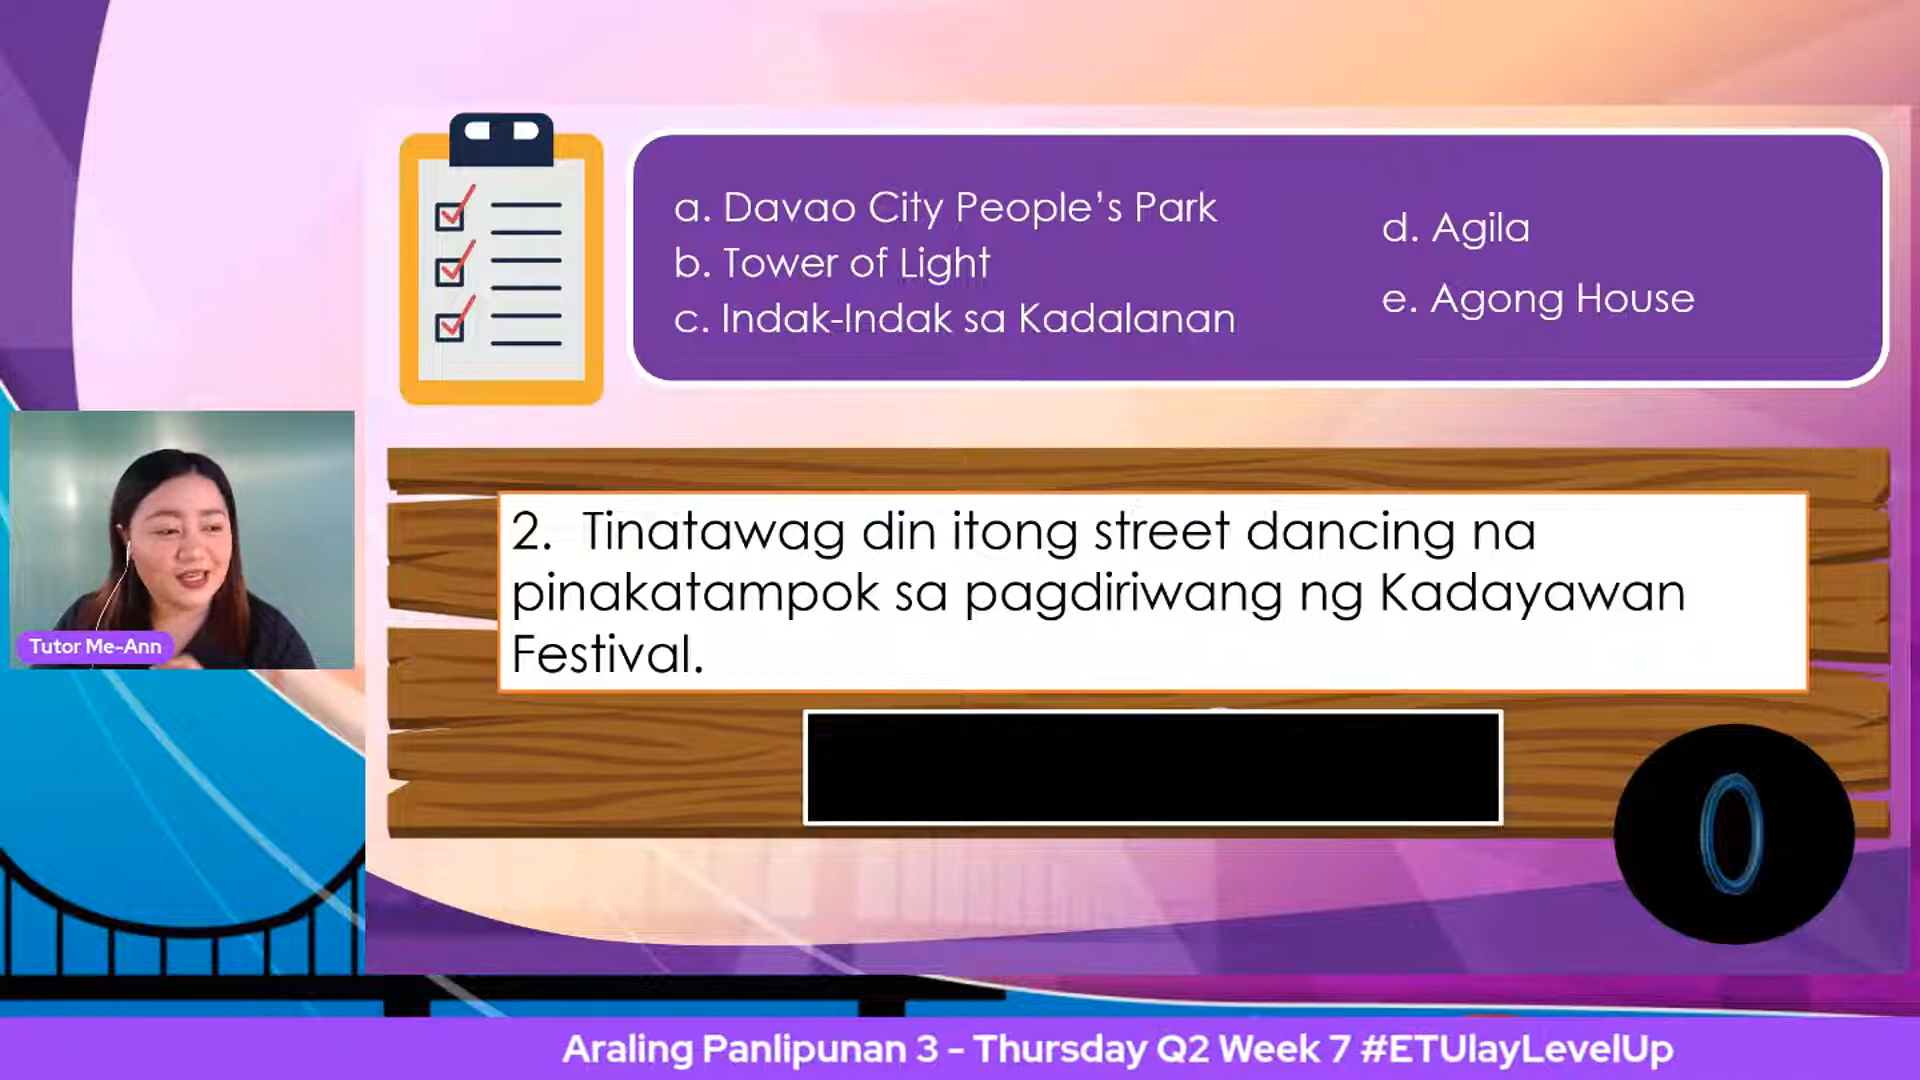 a. Davao City People’s Park
b. Tower of Light
c. Indak-Indak sa Kadalanan
d. Agila
e. Agong House
2. Tinatawag din itong street dancing na
pinakatampok sa pagdiriwang ng Kadayawan
Festival.
0
Tutor Me-Ann
Araling Panlipunan 3 - Thursday Q2 Week 7 #ETUlayLevelUp